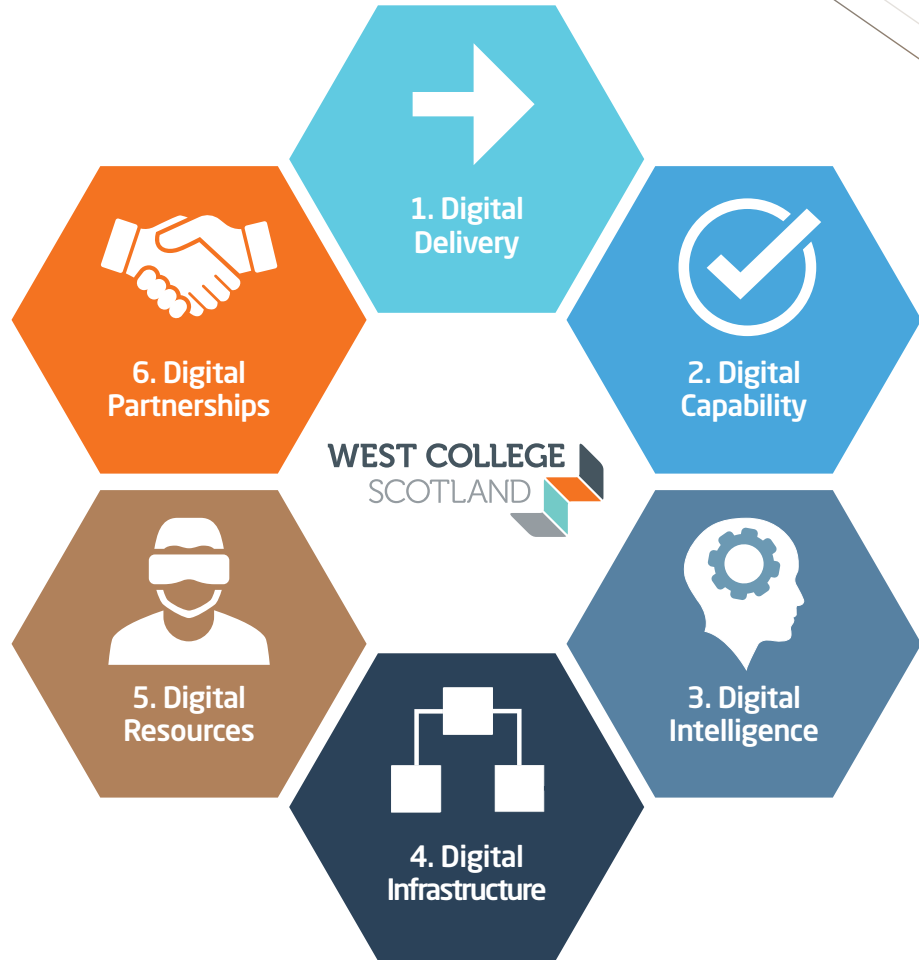 1. Digital
Delivery
2. Digital
Capability
3. Digital
Intelligence
4. Digital
Infrastructure
5. Digital
Resources
6. Digital
Partnerships
WEST COLLEGE
SCOTLAND